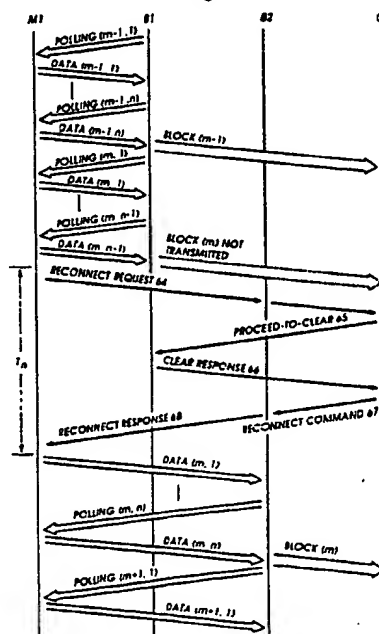 M1 B1 B2
POLLING (m-1, 1)
DATA (m-1, 1)
POLLING (m-1, n)
DATA (m-1 n)
BLOCK (m-1)
POLLING (m, 1)
DATA (m, 1)
POLLING (m n-1)
DATA (m n-1)
BLOCK (m) NOT
TRANSMITTED
RECONNECT REQUEST 64
PROCEED-TO-CLEAR 65
Tn
CLEAR RESPONSE 66
RECONNECT RESPONSE 68
RECONNECT COMMAND 67
DATA (m, 1)
POLLING (m, n)
DATA (m n)
BLOCK (m)
POLLING (m+1, 1)
DATA (m+1, 1)